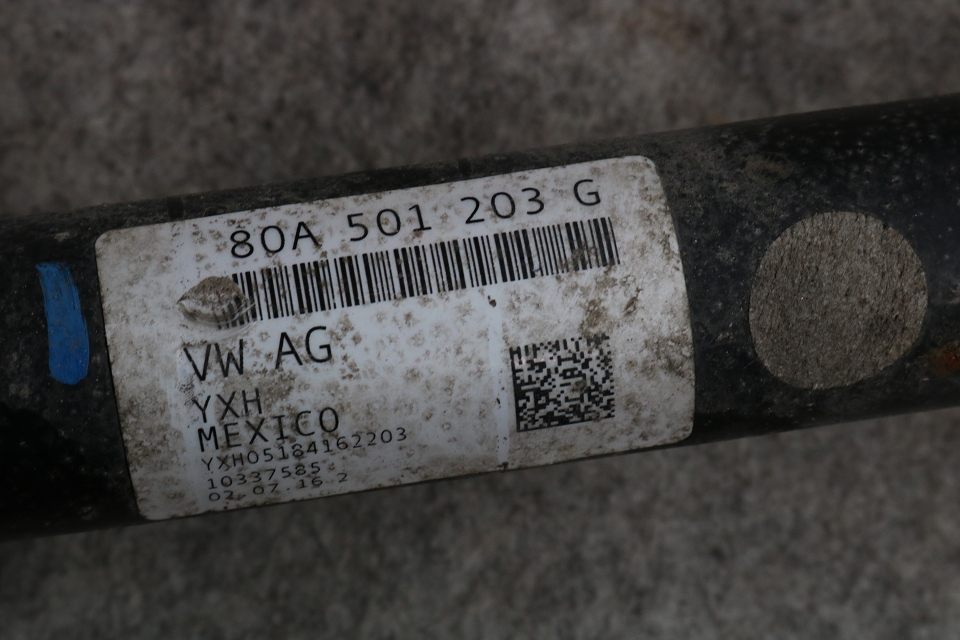 80A 501 203 G
VW AG
YXH
MEXICO
YXH05184162203
10337585
02.07.16 2